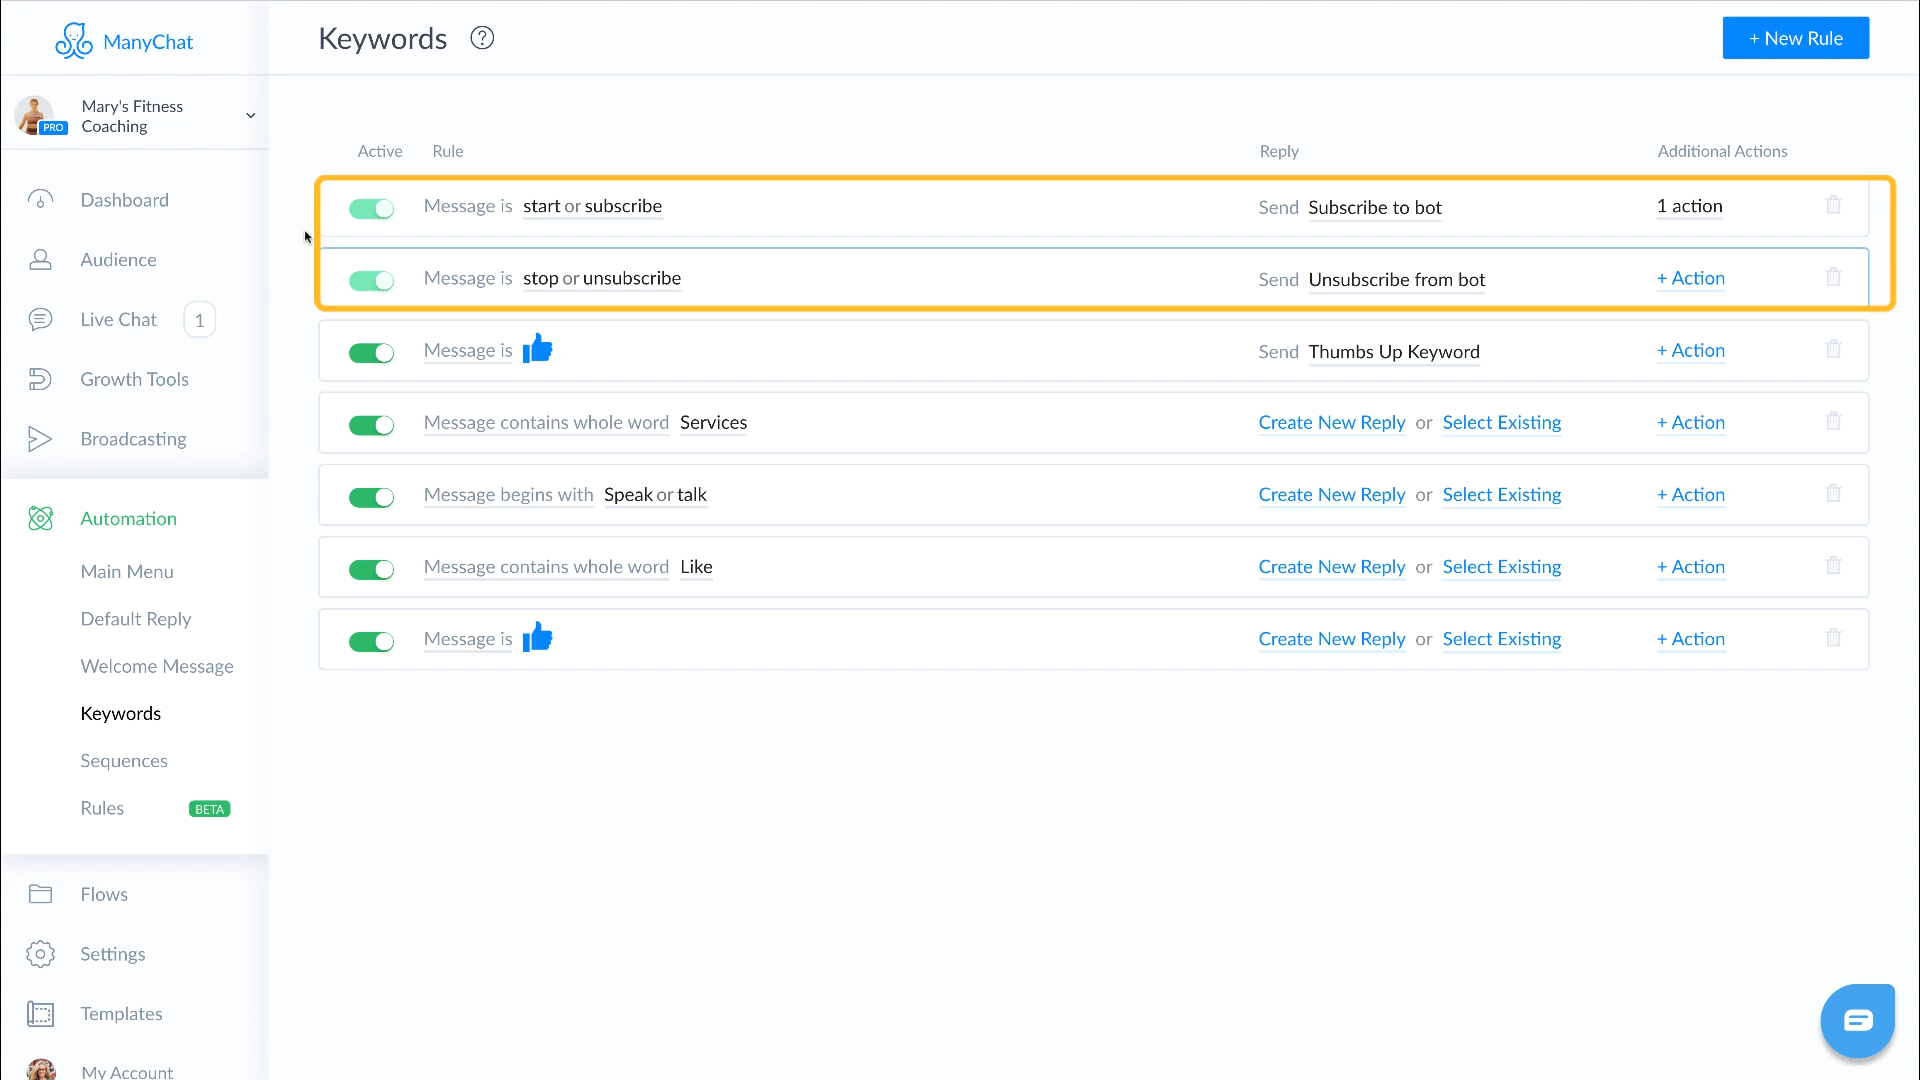 ManyChat
Keywords
?
+ New Rule
Mary's Fitness
Coaching
PRO
Active Rule Reply Additional Actions
Message is start or subscribe Send Subscribe to bot 1 action
Message is stop or unsubscribe Send Unsubscribe from bot + Action
Message is Send Thumbs Up Keyword + Action
Message contains whole word Services Create New Reply or Select Existing + Action
Message begins with Speak or talk Create New Reply or Select Existing + Action
Message contains whole word Like Create New Reply or Select Existing + Action
Message is Create New Reply or Select Existing + Action
Dashboard
Audience
Live Chat 1
Growth Tools
Broadcasting
Automation
Main Menu
Default Reply
Welcome Message
Keywords
Sequences
Rules BETA
Flows
Settings
Templates
My Account